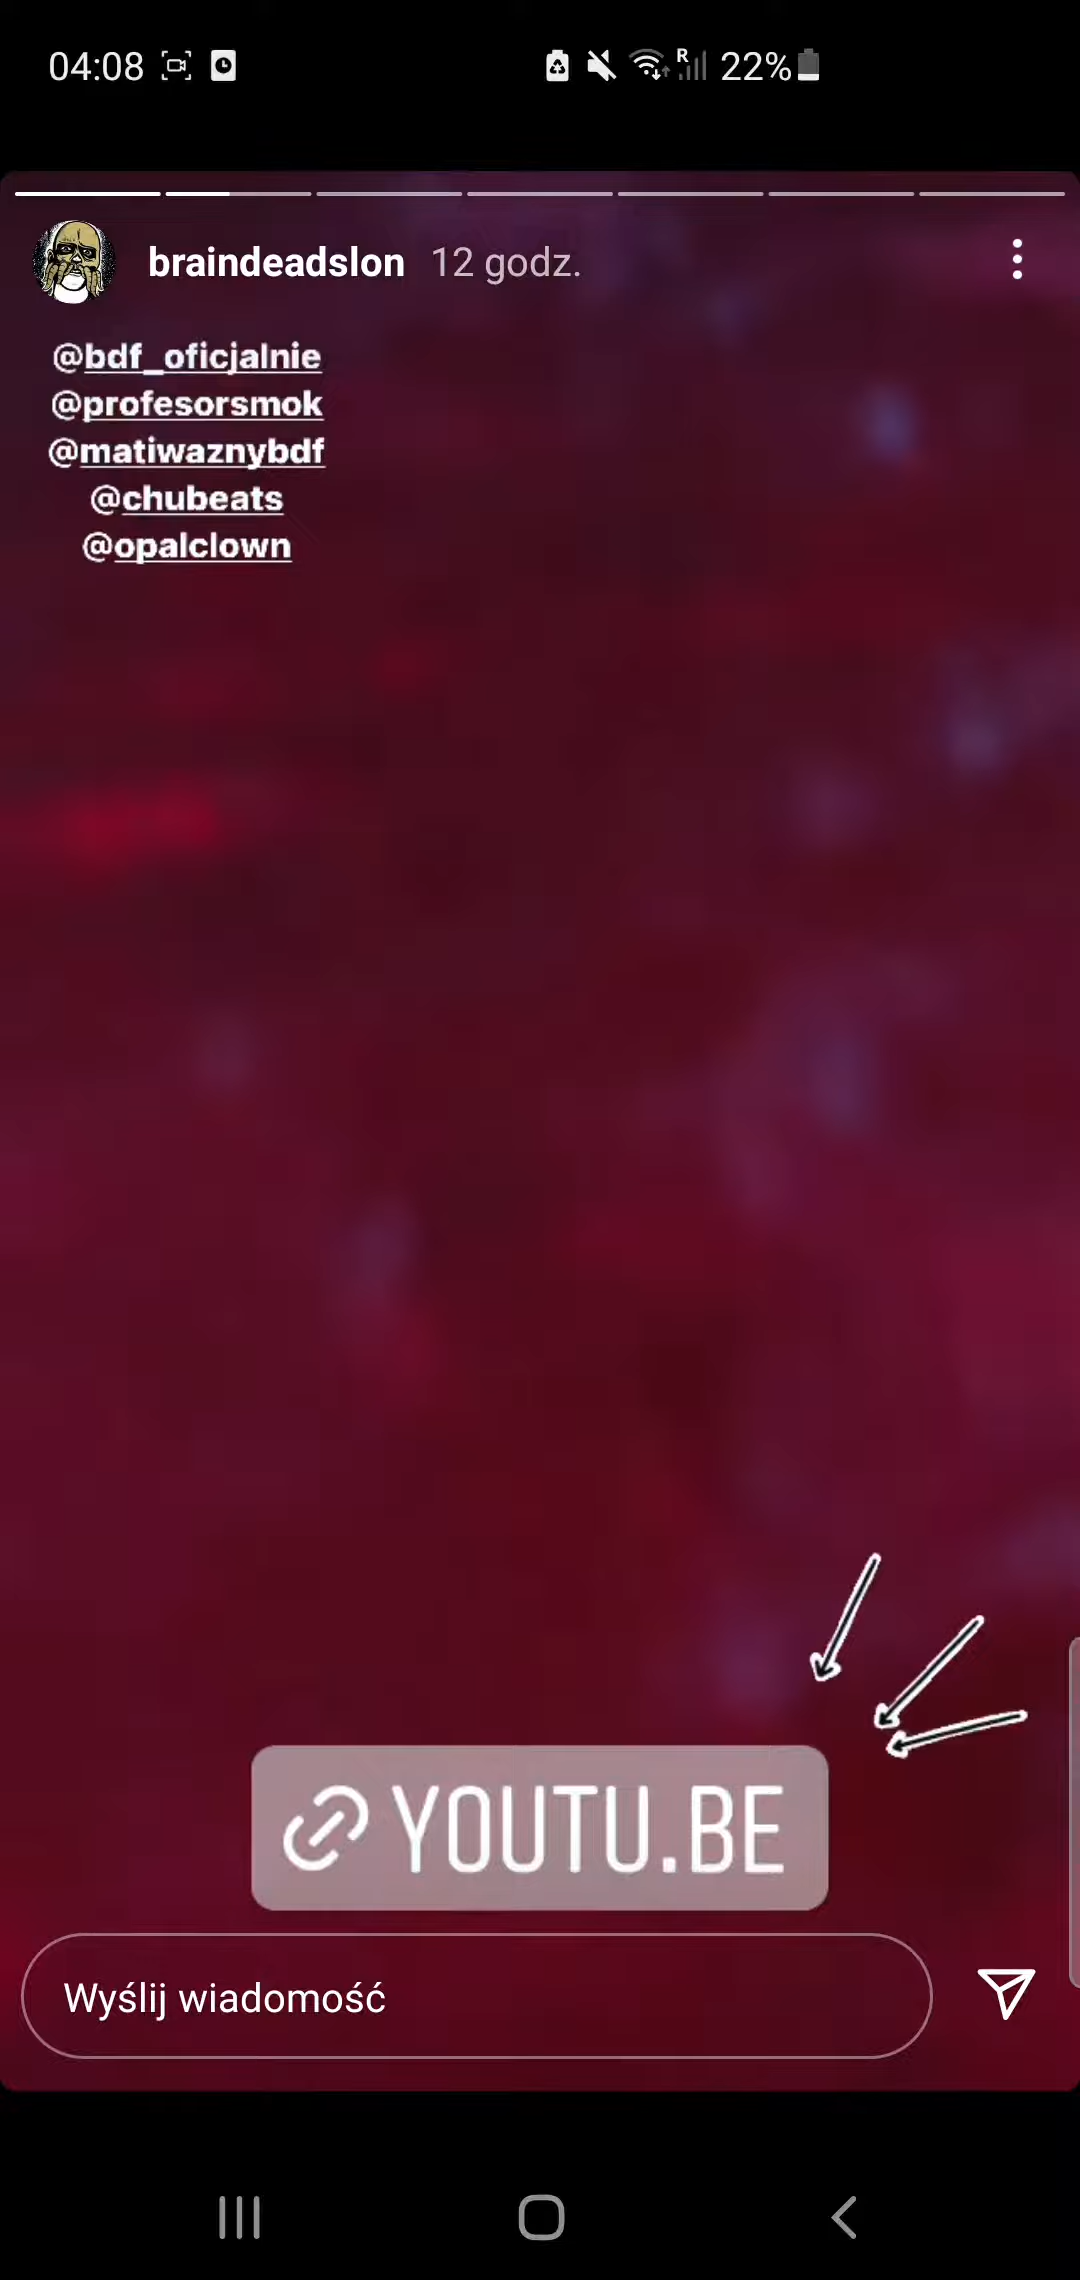 04:08 R 22%
braindeadslon 12 godz.
@bdf_oficjalnie
@profesorsmok
@matiwaznybdf
@chubeats
@opalclown
YOUTU.BE
Wyślij wiadomość